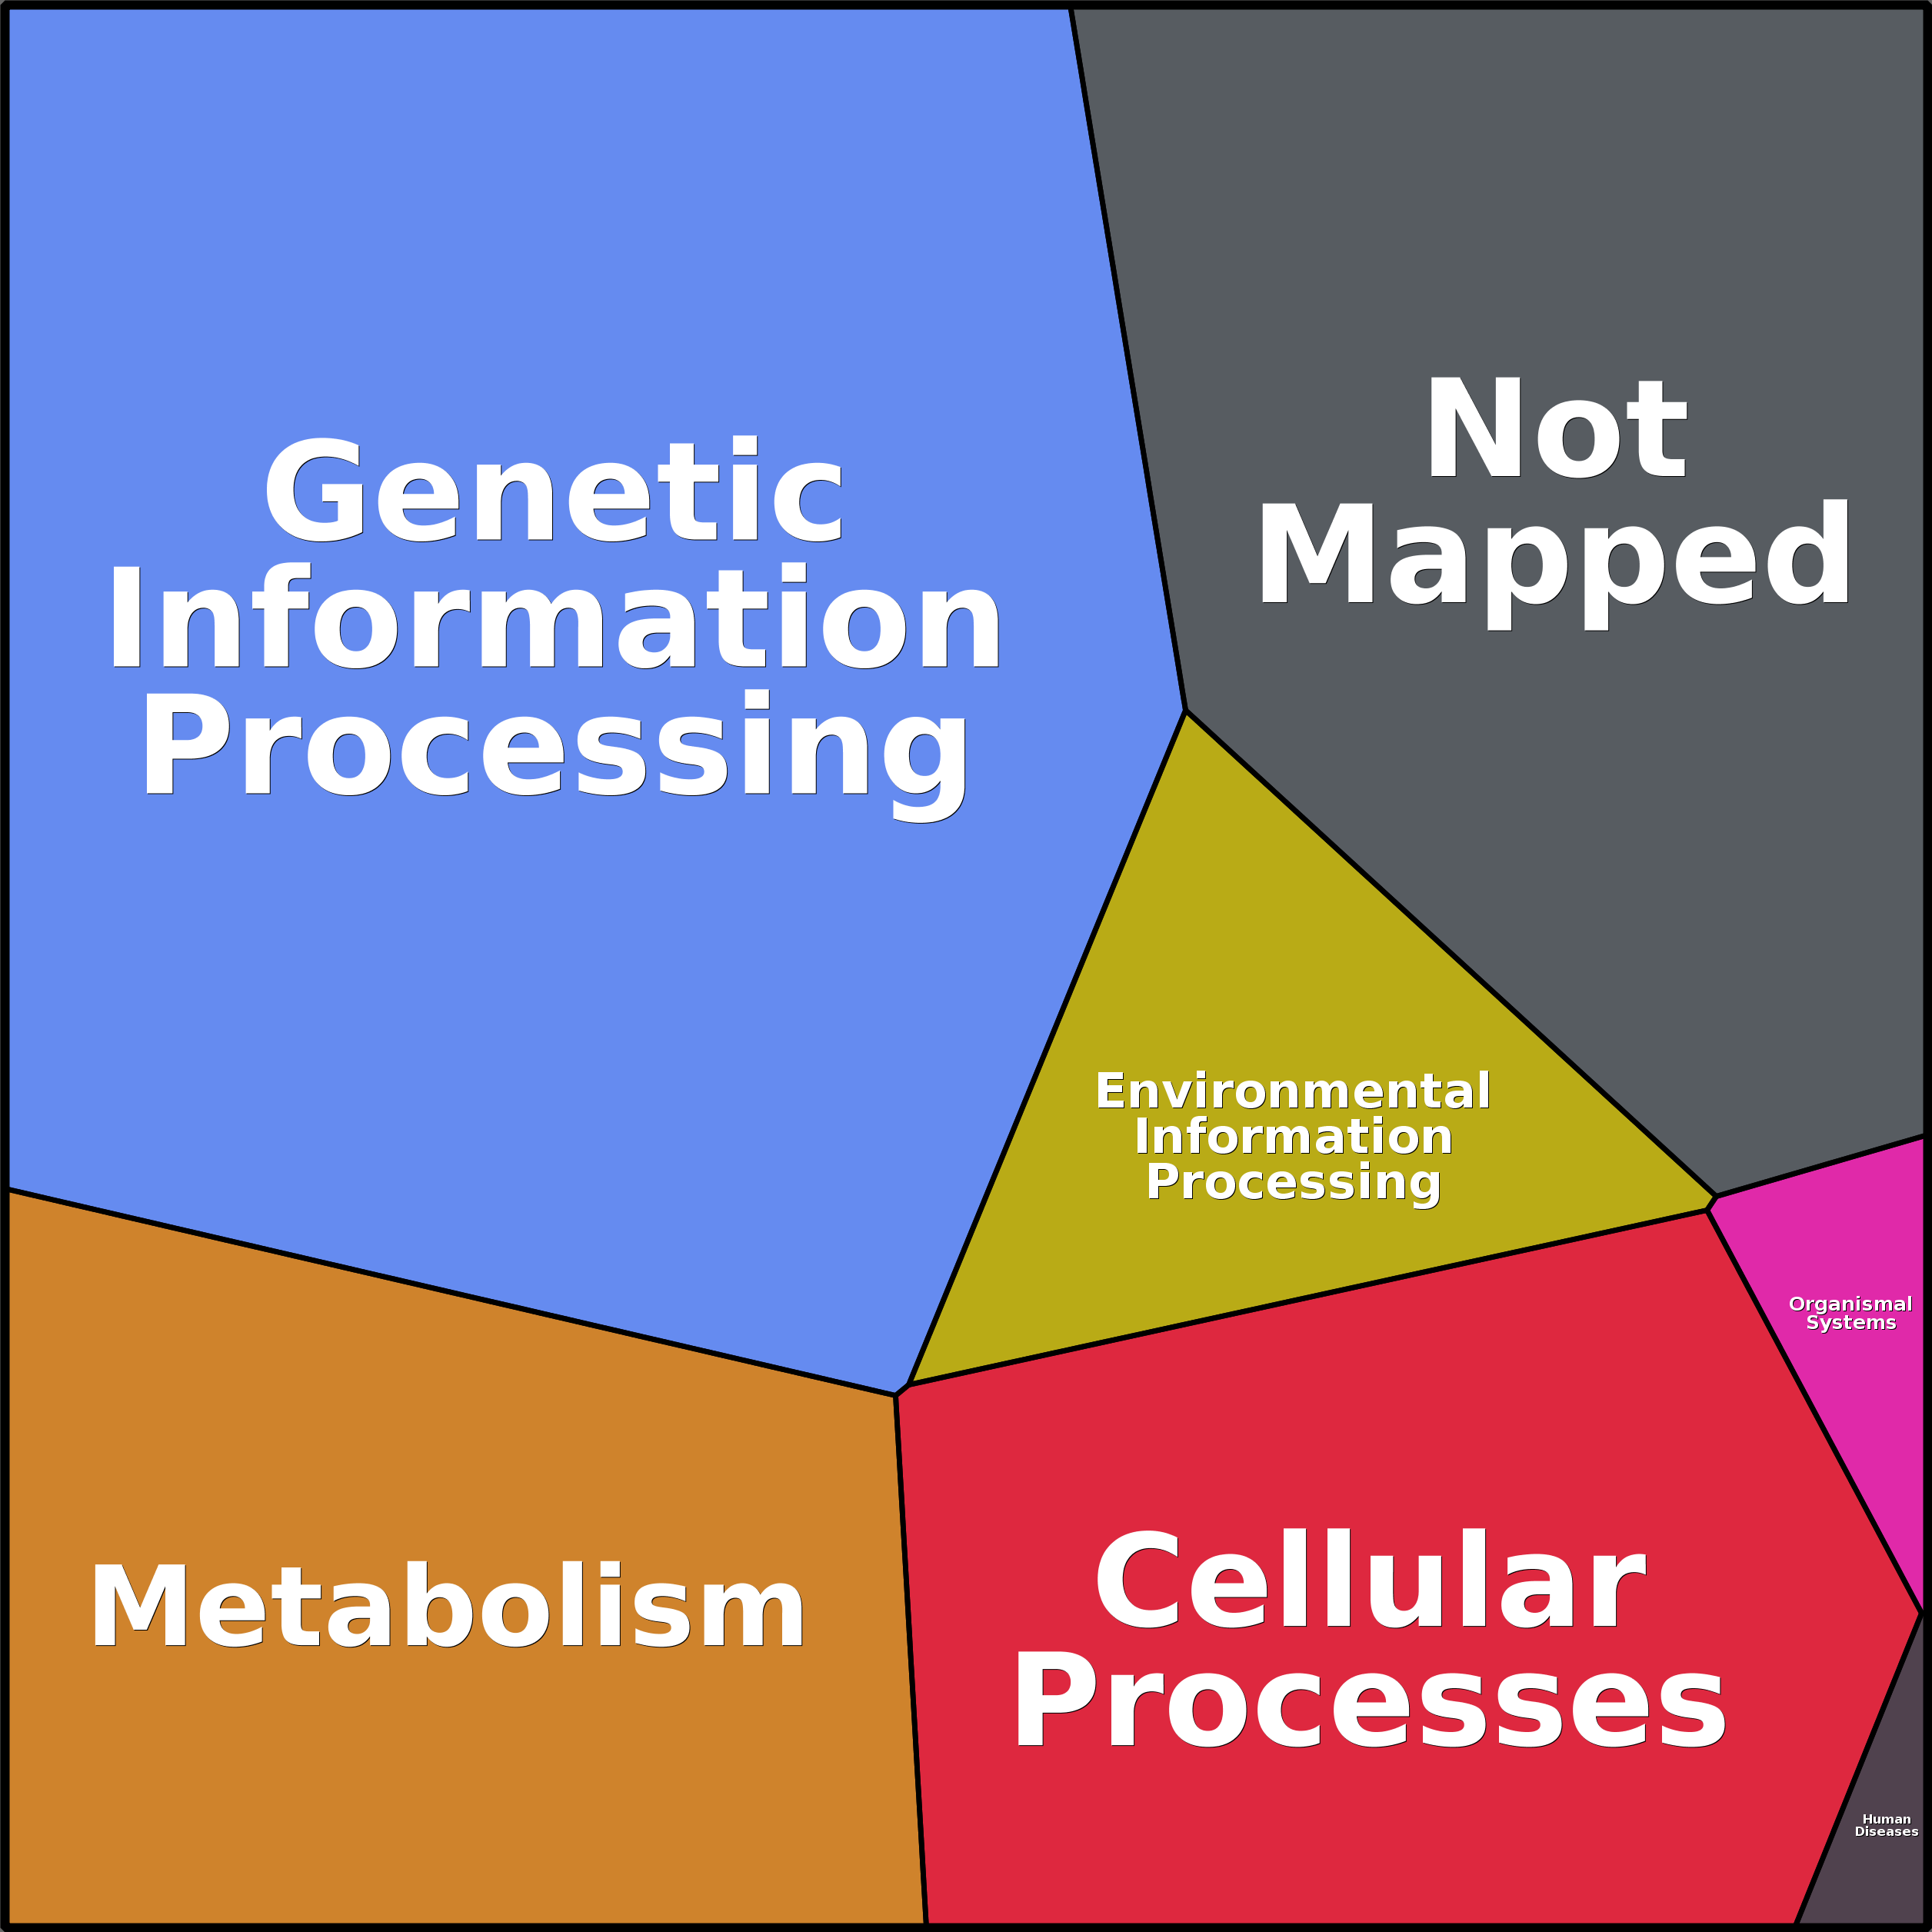 Genetic
Information
Processing
Not
Mapped
Environmental
Information
Processing
Organismal
Systems
Metabolism
Cellular
Processes
Human
Diseases